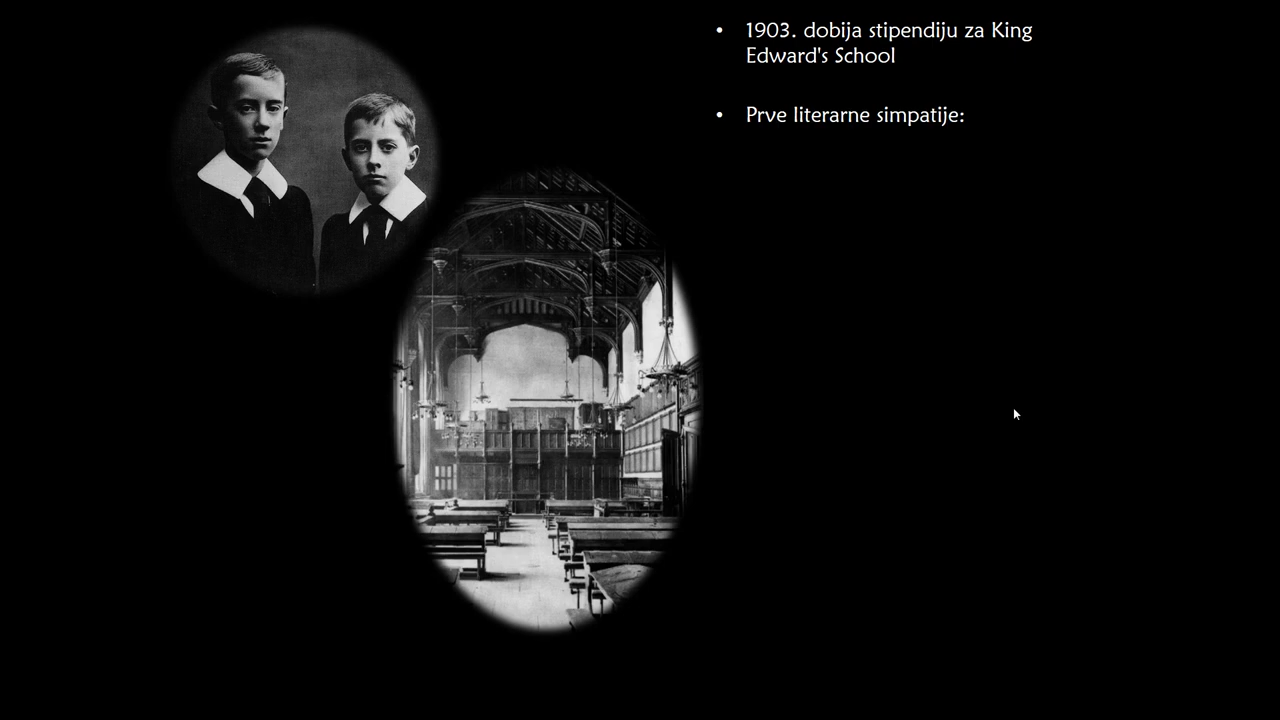 • 1903. dobija stipendiju za King
Edward's School
• Prve literarne simpatije: